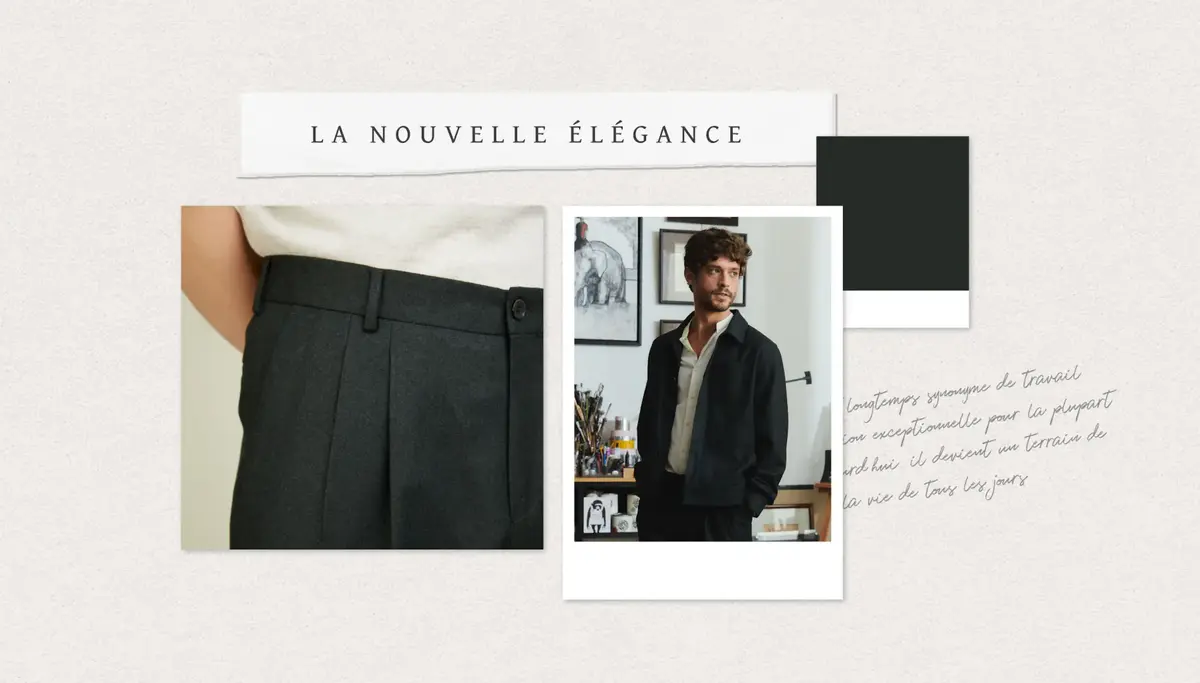 LA NOUVELLE ÉLÉGANCE
longtemps synonyme de travail
exceptionnelle pour la plupart
il devient un terrain de
la vie de tous les jours